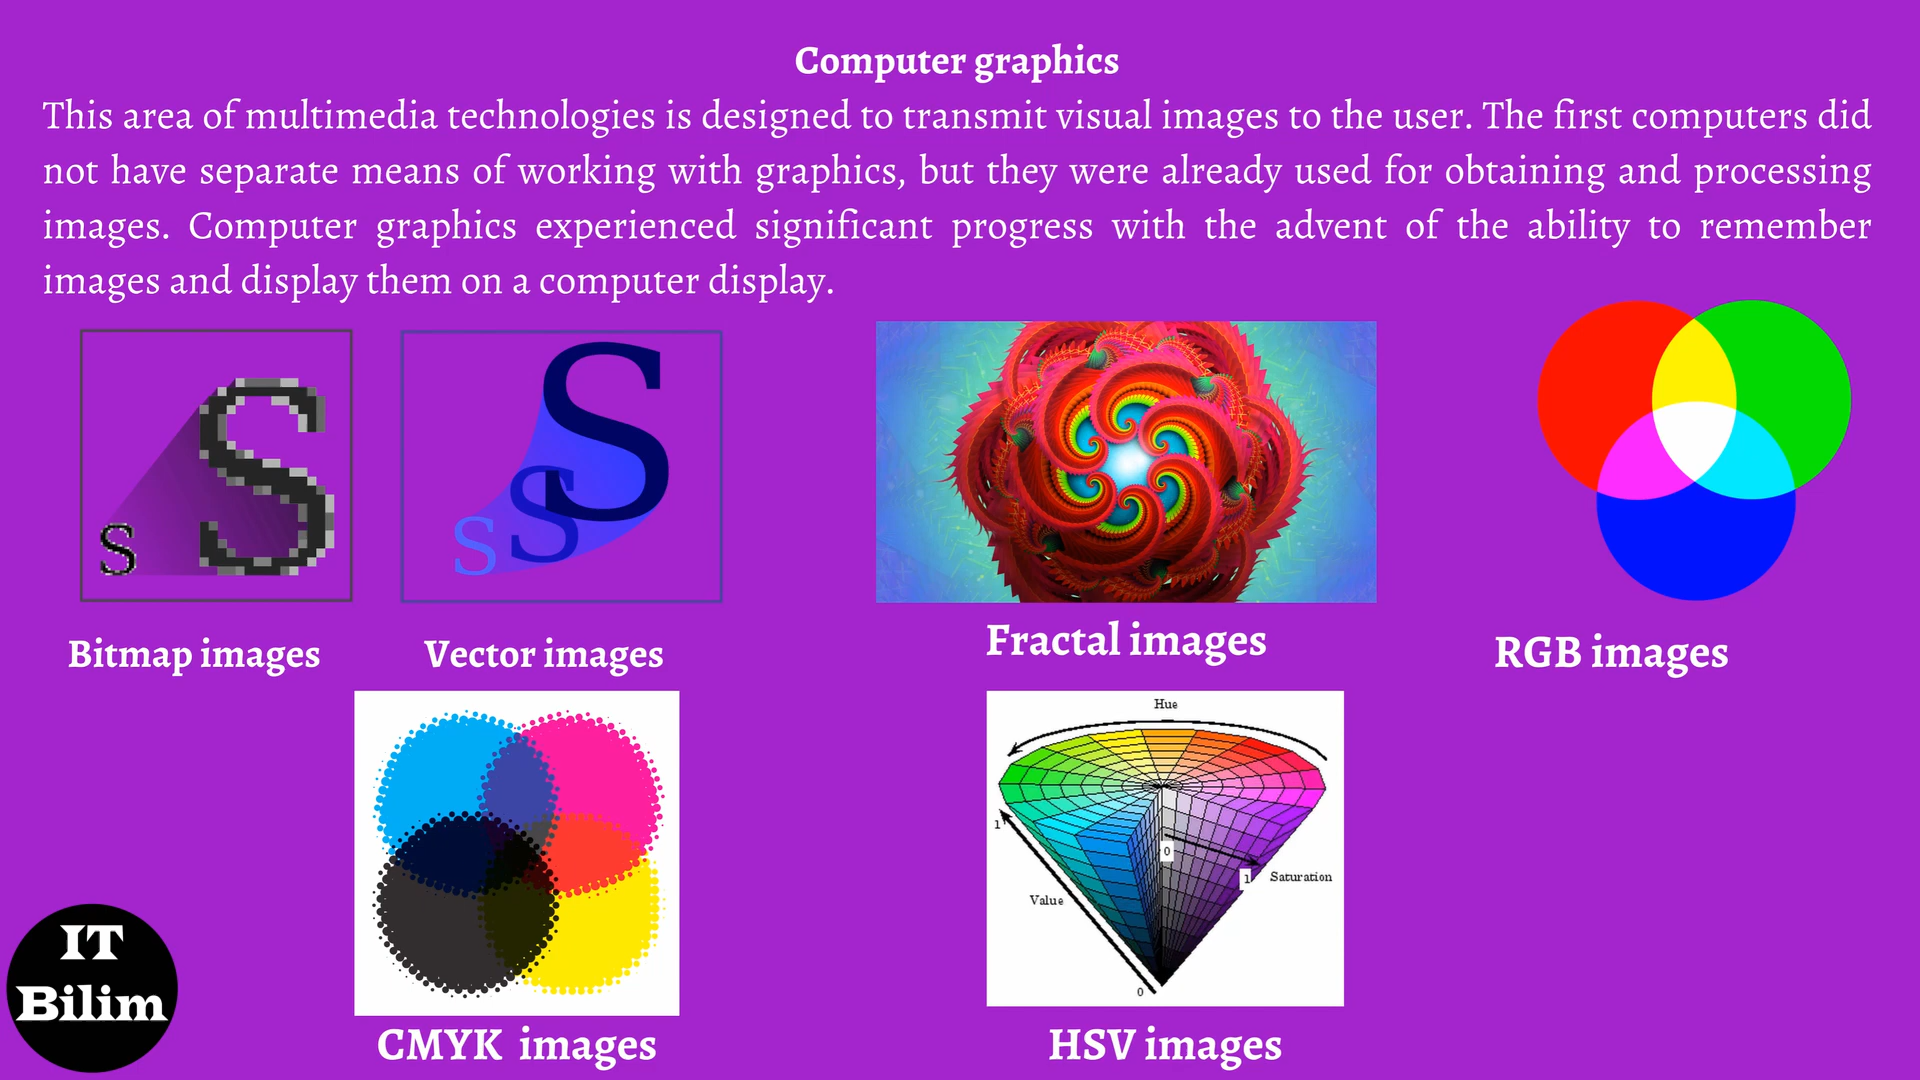 Computer graphics
This area of multimedia technologies is designed to transmit visual images to the user. The first computers did
not have separate means of working with graphics, but they were already used for obtaining and processing
images. Computer graphics experienced significant progress with the advent of the ability to remember
images and display them on a computer display.
S S
S S S
Bitmap images
Vector images
Fractal images
RGB images
Hue
1
0
1
Saturation
Value
0
CMYK images
HSV images
IT
Bilim